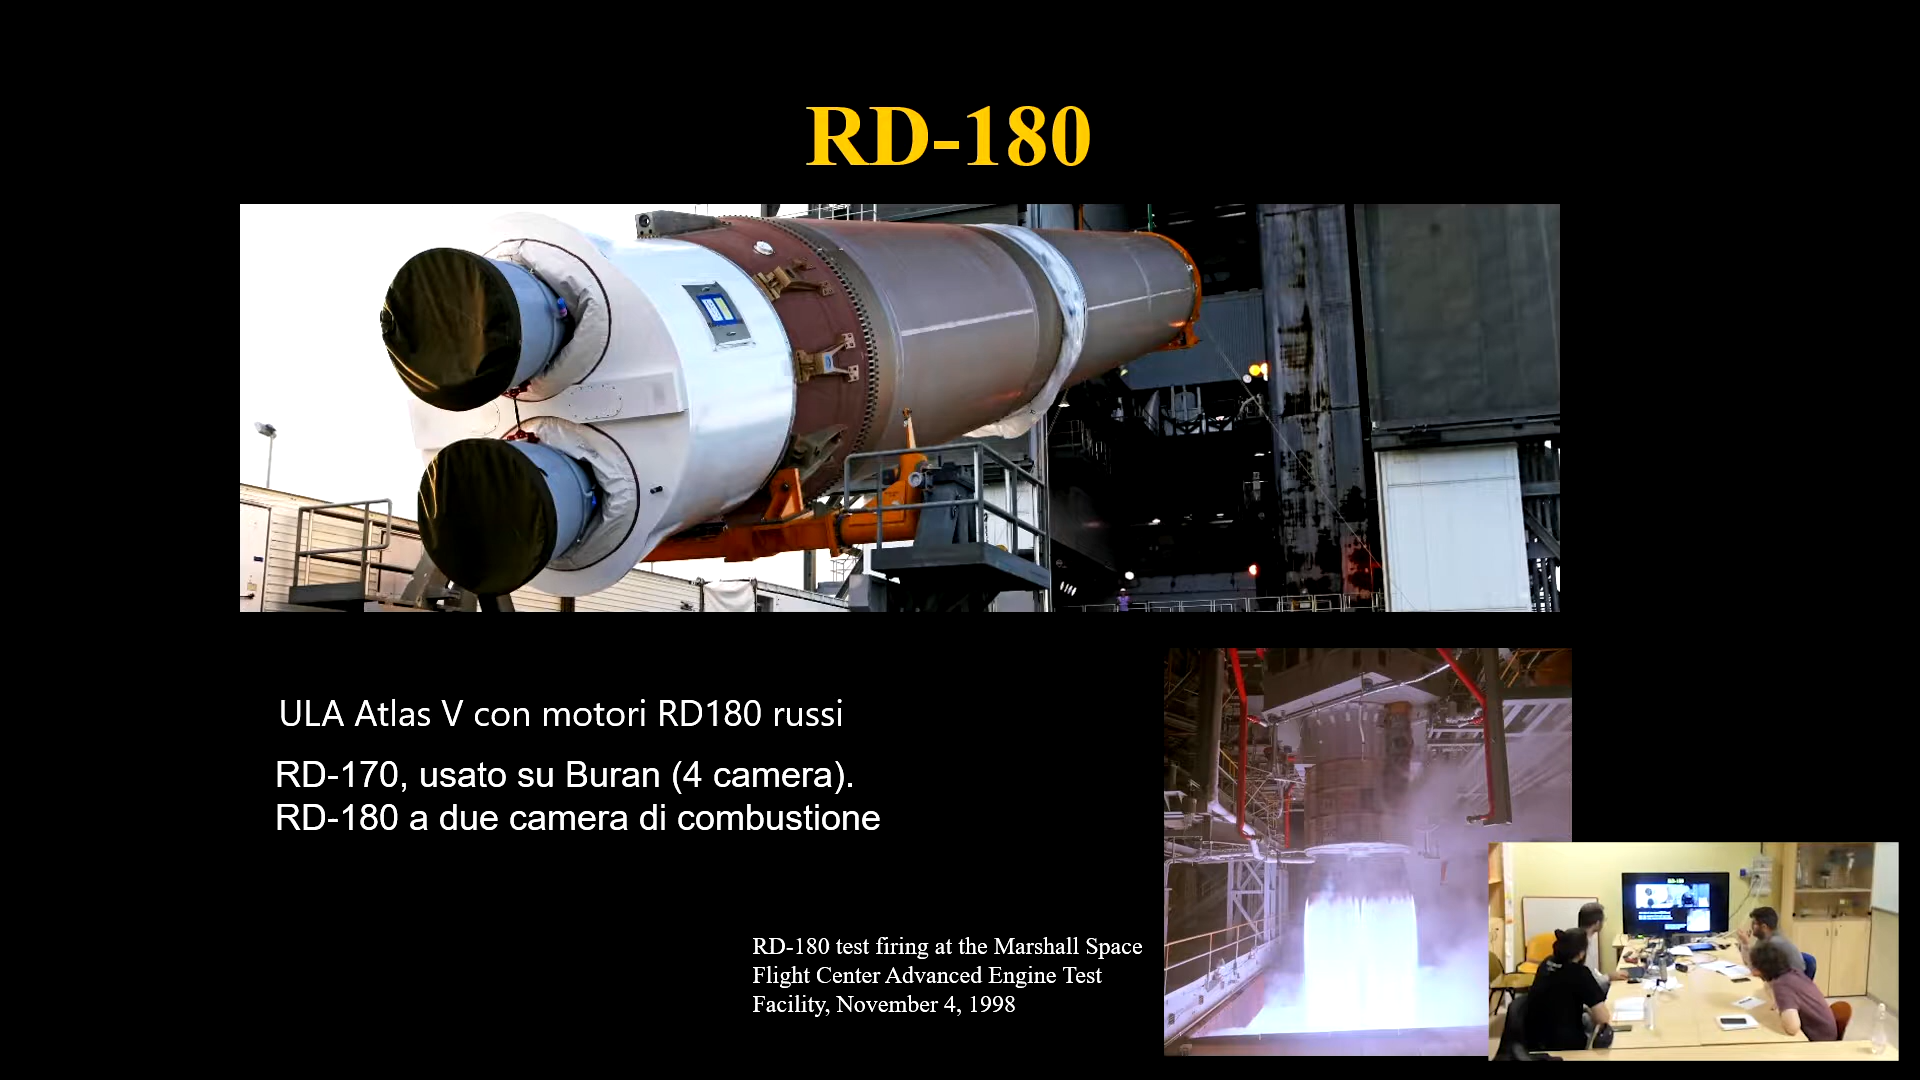 RD-180
ULA Atlas V con motori RD180 russi
RD-170, usato su Buran (4 camera).
RD-180 a due camera di combustione
RD-180 test firing at the Marshall Space
Flight Center Advanced Engine Test
Facility, November 4, 1998
RD-180